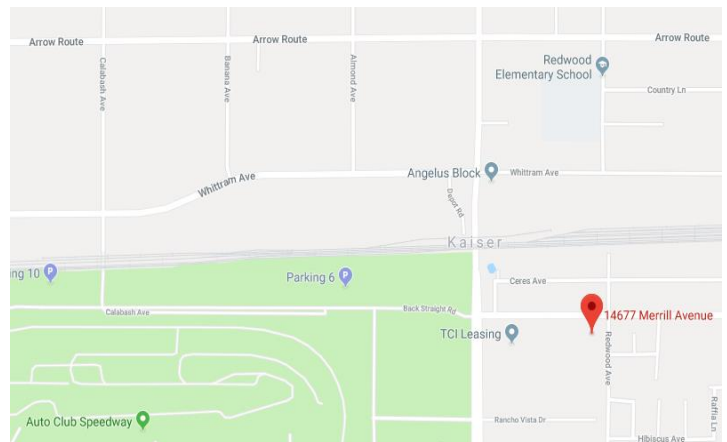 Arrow Route
Arrow Route
Arrow Route
Calabash Ave
Banana Ave
Almond Ave
Redwood
Elementary School
Country Ln
Angelus Block
Whittram Ave
Whittram Ave
Depot Rd
Kaiser
ing 10
P
Parking 6
P
Ceres Ave
Calabash Ave
Back Straight Rd
14677 Merrill Avenue
TCI Leasing
Redwood Ave
Raffia Ln
Auto Club Speedway
Rancho Vista Dr
Hibiscus Ave